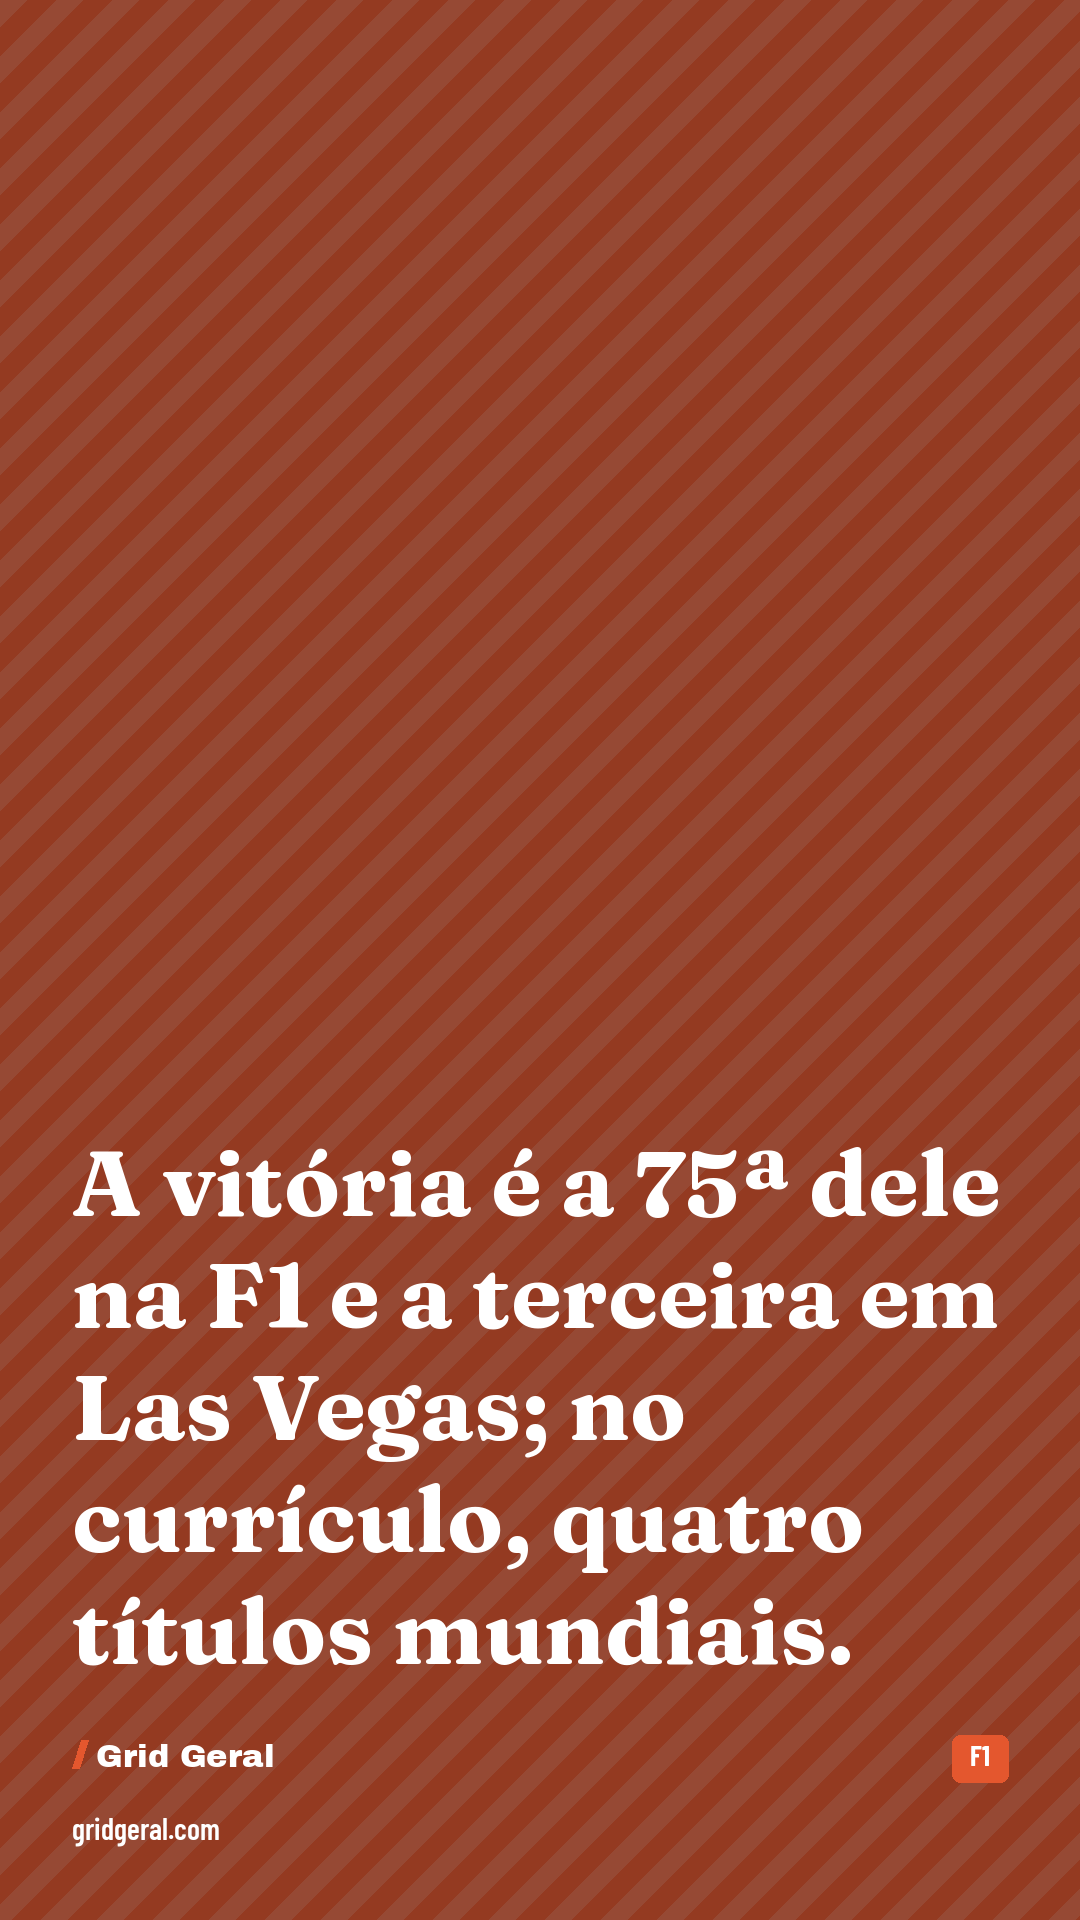 A vitória é a 75ª dele
na F1 e a terceira em
Las Vegas; no
currículo, quatro
títulos mundiais.
/ Grid Geral
F1
gridgeral.com